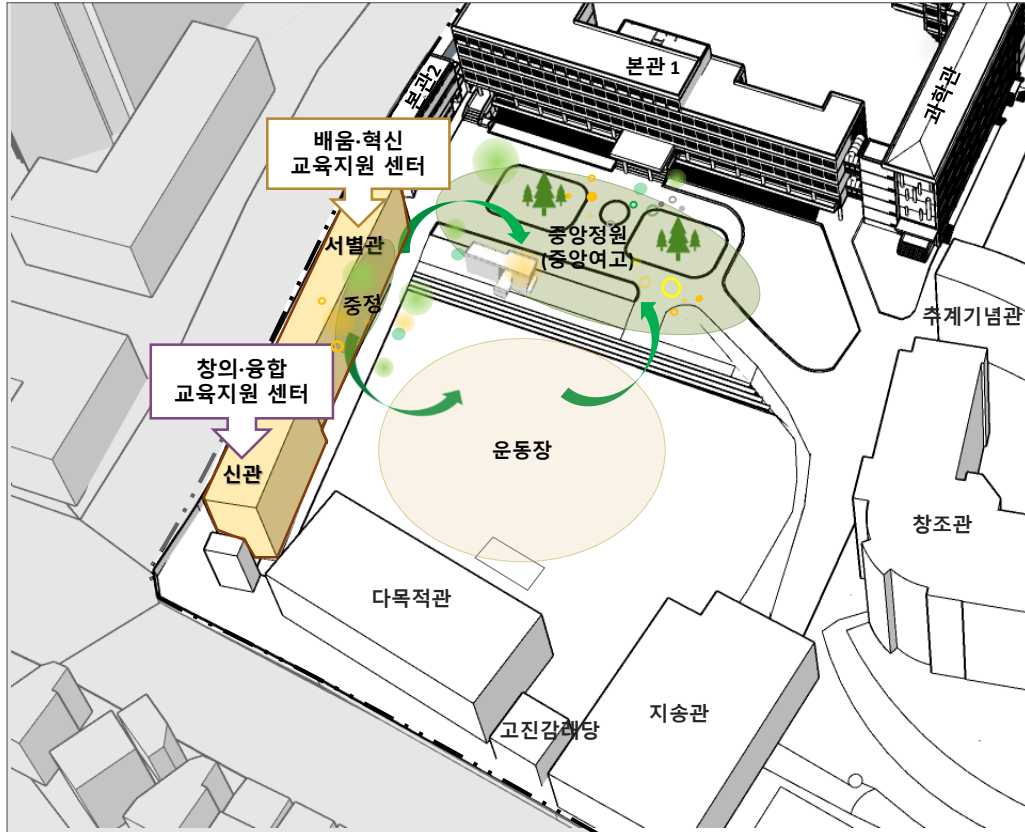 본관 1
과학관
본관2
배움·혁신
교육지원 센터
서별관
중앙정원
(중앙여고)
중정
추계기념관
창의·융합
교육지원 센터
신관
운동장
창조관
다목적관
지송관
고진감래당